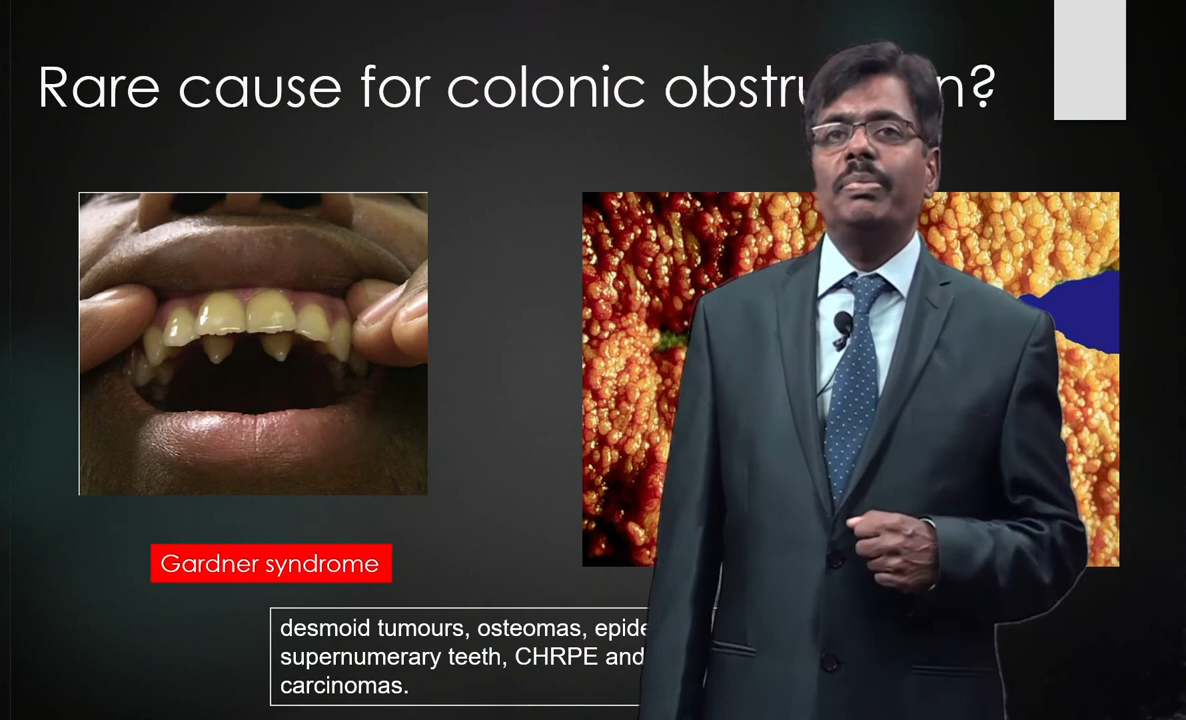 Rare cause for colonic obstru n?
Gardner syndrome
desmoid tumours, osteomas, epide
supernumerary teeth, CHRPE and
carcinomas.